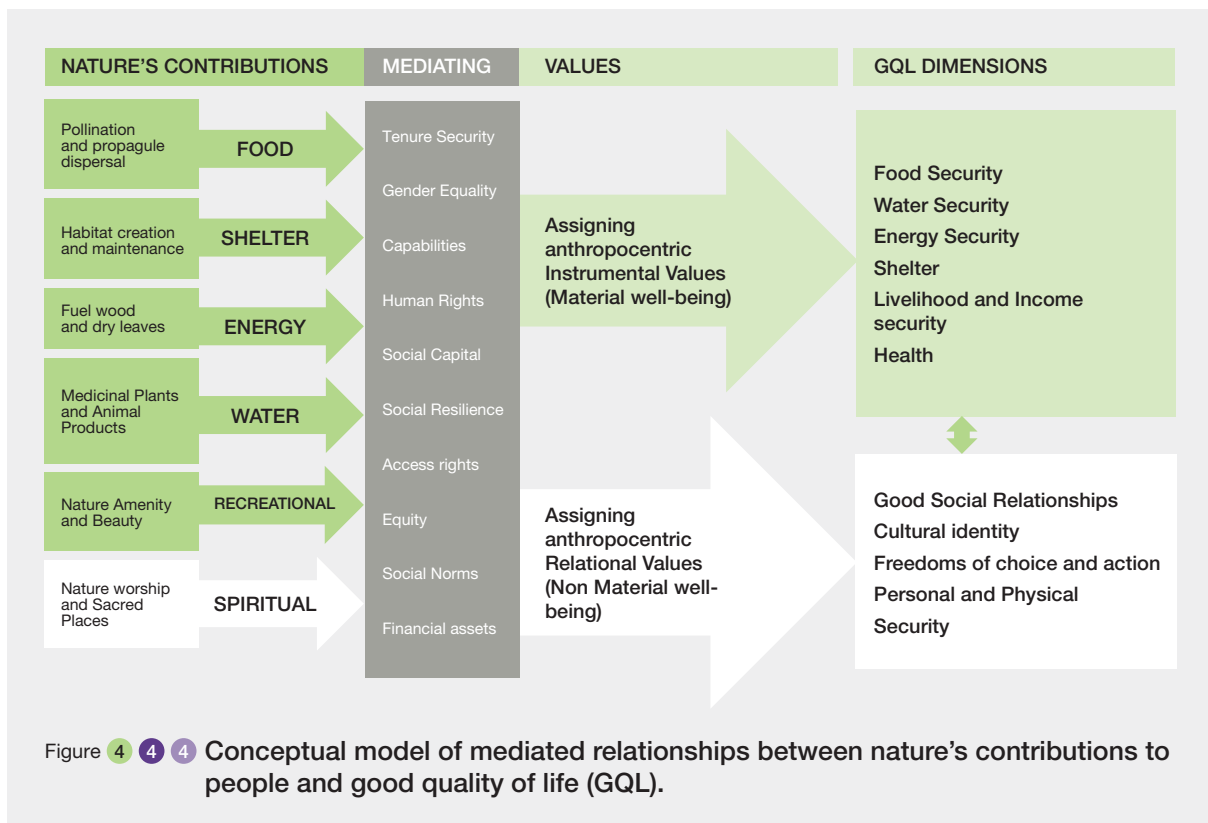 NATURE'S CONTRIBUTIONS
MEDIATING
VALUES
GQL DIMENSIONS
Pollination
and propagule
dispersal
FOOD
Habitat creation
and maintenance
SHELTER
Fuel wood
and dry leaves
ENERGY
Medicinal Plants
and Animal
Products
WATER
Nature Amenity
and Beauty
RECREATIONAL
Nature worship
and Sacred
Places
SPIRITUAL
Tenure Security
Gender Equality
Capabilities
Human Rights
Social Capital
Social Resilience
Access rights
Equity
Social Norms
Financial assets
Assigning
anthropocentric
Instrumental Values
(Material well-being)
Assigning
anthropocentric
Relational Values
(Non Material well-
being)
Food Security
Water Security
Energy Security
Shelter
Livelihood and Income
security
Health
Good Social Relationships
Cultural identity
Freedoms of choice and action
Personal and Physical
Security
Figure 4 4 4 Conceptual model of mediated relationships between nature's contributions to
people and good quality of life (GQL).